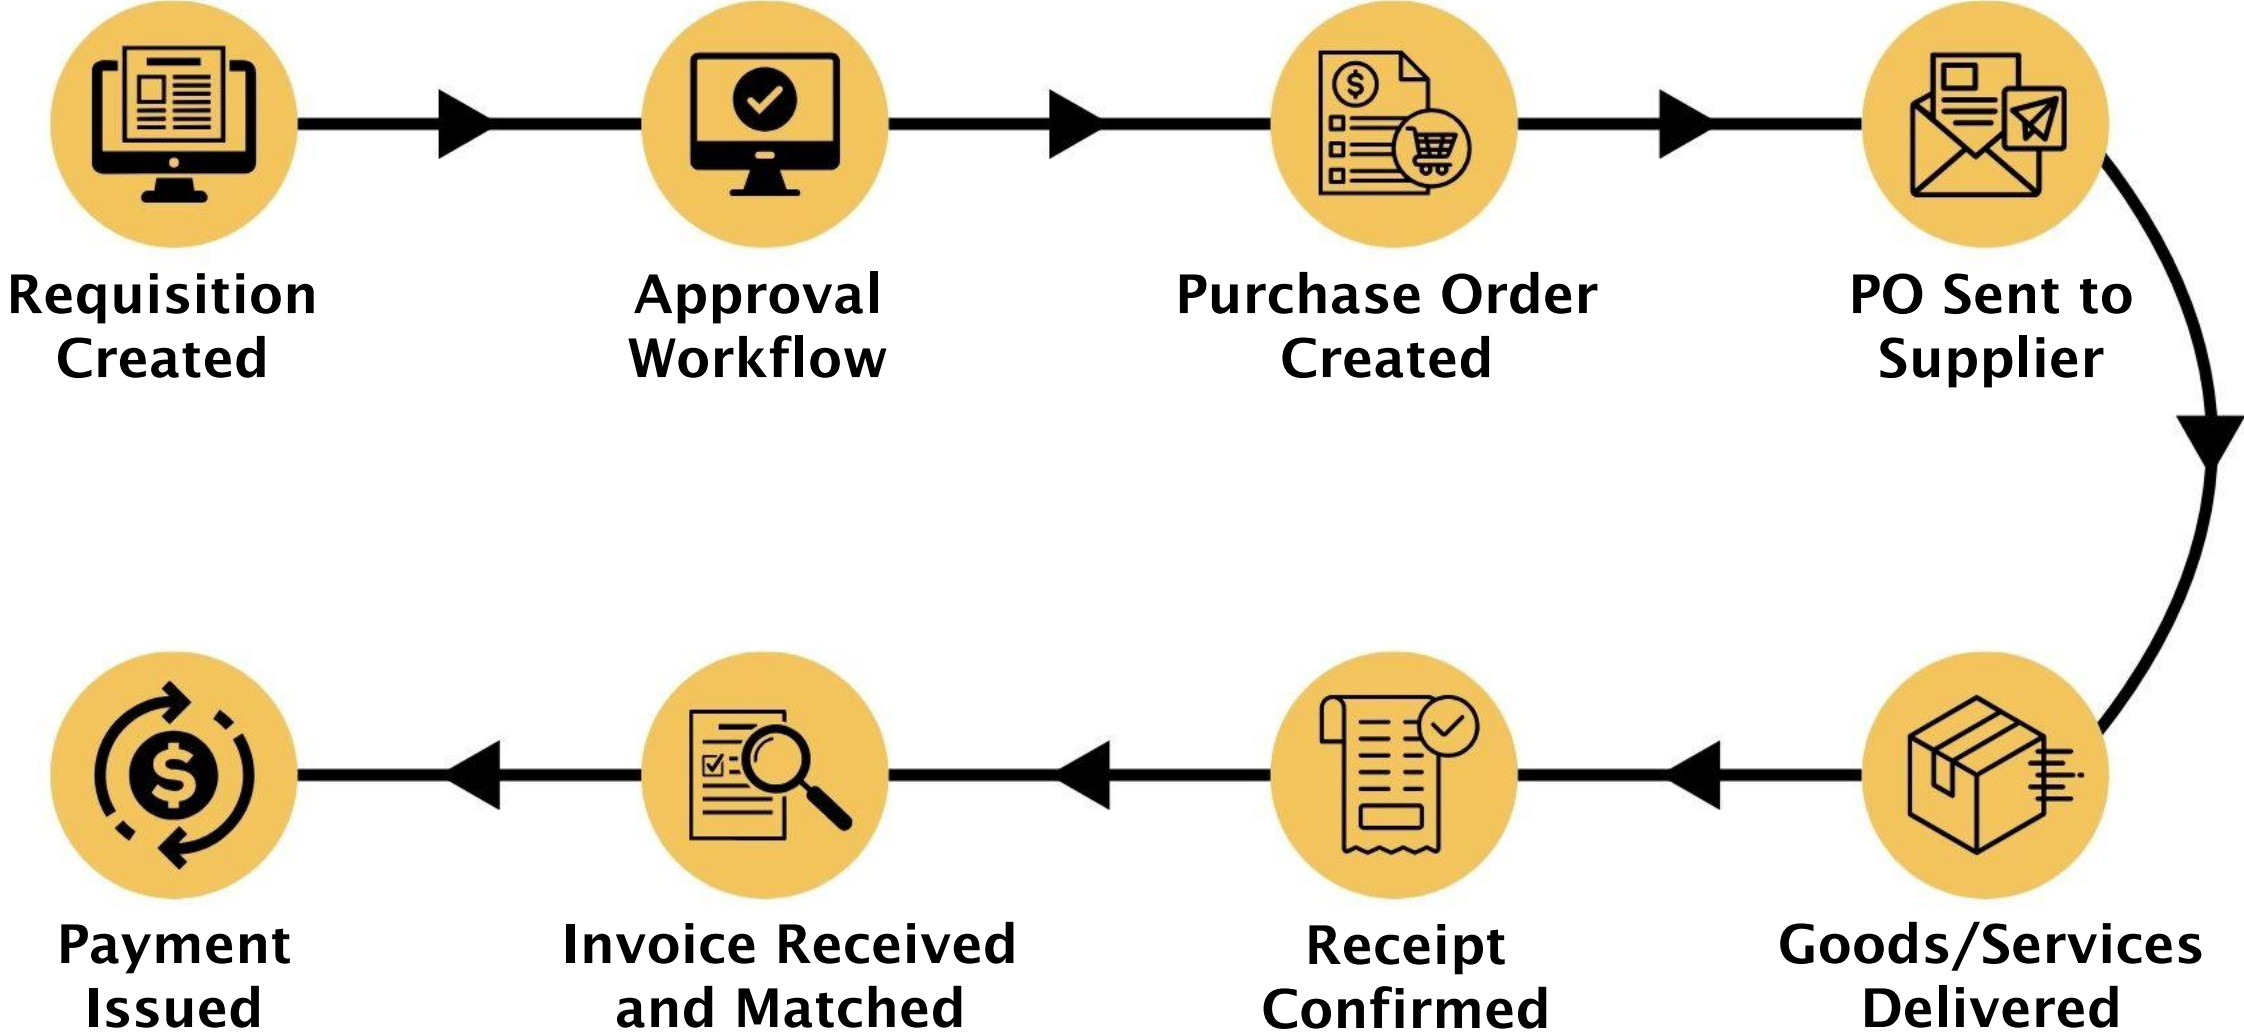 Requisition
Created
Approval
Workflow
Purchase Order
Created
PO Sent to
Supplier
Goods/Services
Delivered
Receipt
Confirmed
Invoice Received
and Matched
Payment
Issued